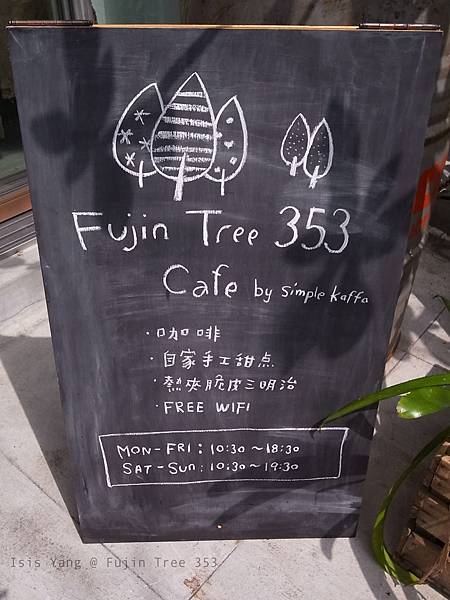 Fujin Tree 353
Cafe by Simple Kaffa
·咖啡
·自家手工甜点
·熱夾脆皮三明治
·FREE WIFI
MON-FRI: 10:30~18:30
SAT-SUN: 10:30~19:30
Isis Yang @ Fujin Tree 353